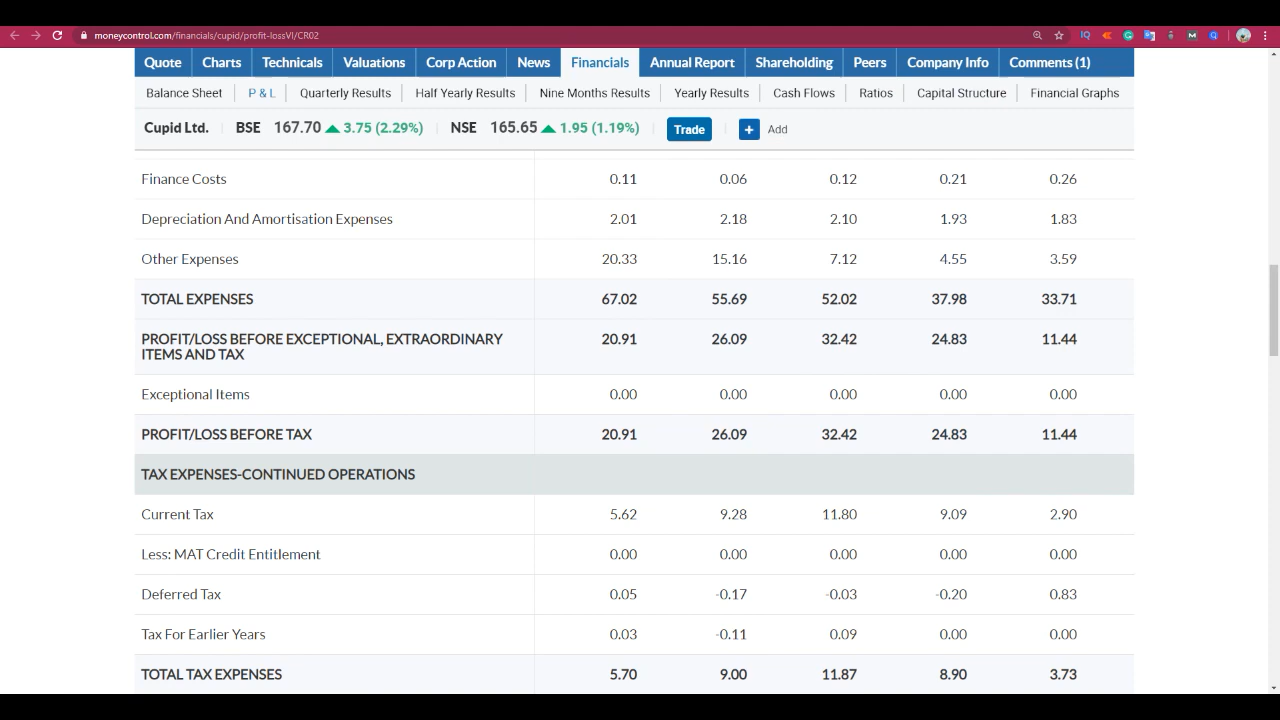 moneycontrol.com/financials/cupid/profit-lossVI/CR02
Quote Charts Technicals Valuations Corp Action News Financials Annual Report Shareholding Peers Company Info Comments (1)
Balance Sheet P & L Quarterly Results Half Yearly Results Nine Months Results Yearly Results Cash Flows Ratios Capital Structure Financial Graphs
Cupid Ltd. BSE 167.70 3.75 (2.29%) NSE 165.65 1.95 (1.19%) Trade + Add
Finance Costs 0.11 0.06 0.12 0.21 0.26
Depreciation And Amortisation Expenses 2.01 2.18 2.10 1.93 1.83
Other Expenses 20.33 15.16 7.12 4.55 3.59
TOTAL EXPENSES 67.02 55.69 52.02 37.98 33.71
PROFIT/LOSS BEFORE EXCEPTIONAL, EXTRAORDINARY
ITEMS AND TAX 20.91 26.09 32.42 24.83 11.44
Exceptional Items 0.00 0.00 0.00 0.00 0.00
PROFIT/LOSS BEFORE TAX 20.91 26.09 32.42 24.83 11.44
TAX EXPENSES-CONTINUED OPERATIONS
Current Tax 5.62 9.28 11.80 9.09 2.90
Less: MAT Credit Entitlement 0.00 0.00 0.00 0.00 0.00
Deferred Tax 0.05 -0.17 -0.03 -0.20 0.83
Tax For Earlier Years 0.03 -0.11 0.09 0.00 0.00
TOTAL TAX EXPENSES 5.70 9.00 11.87 8.90 3.73